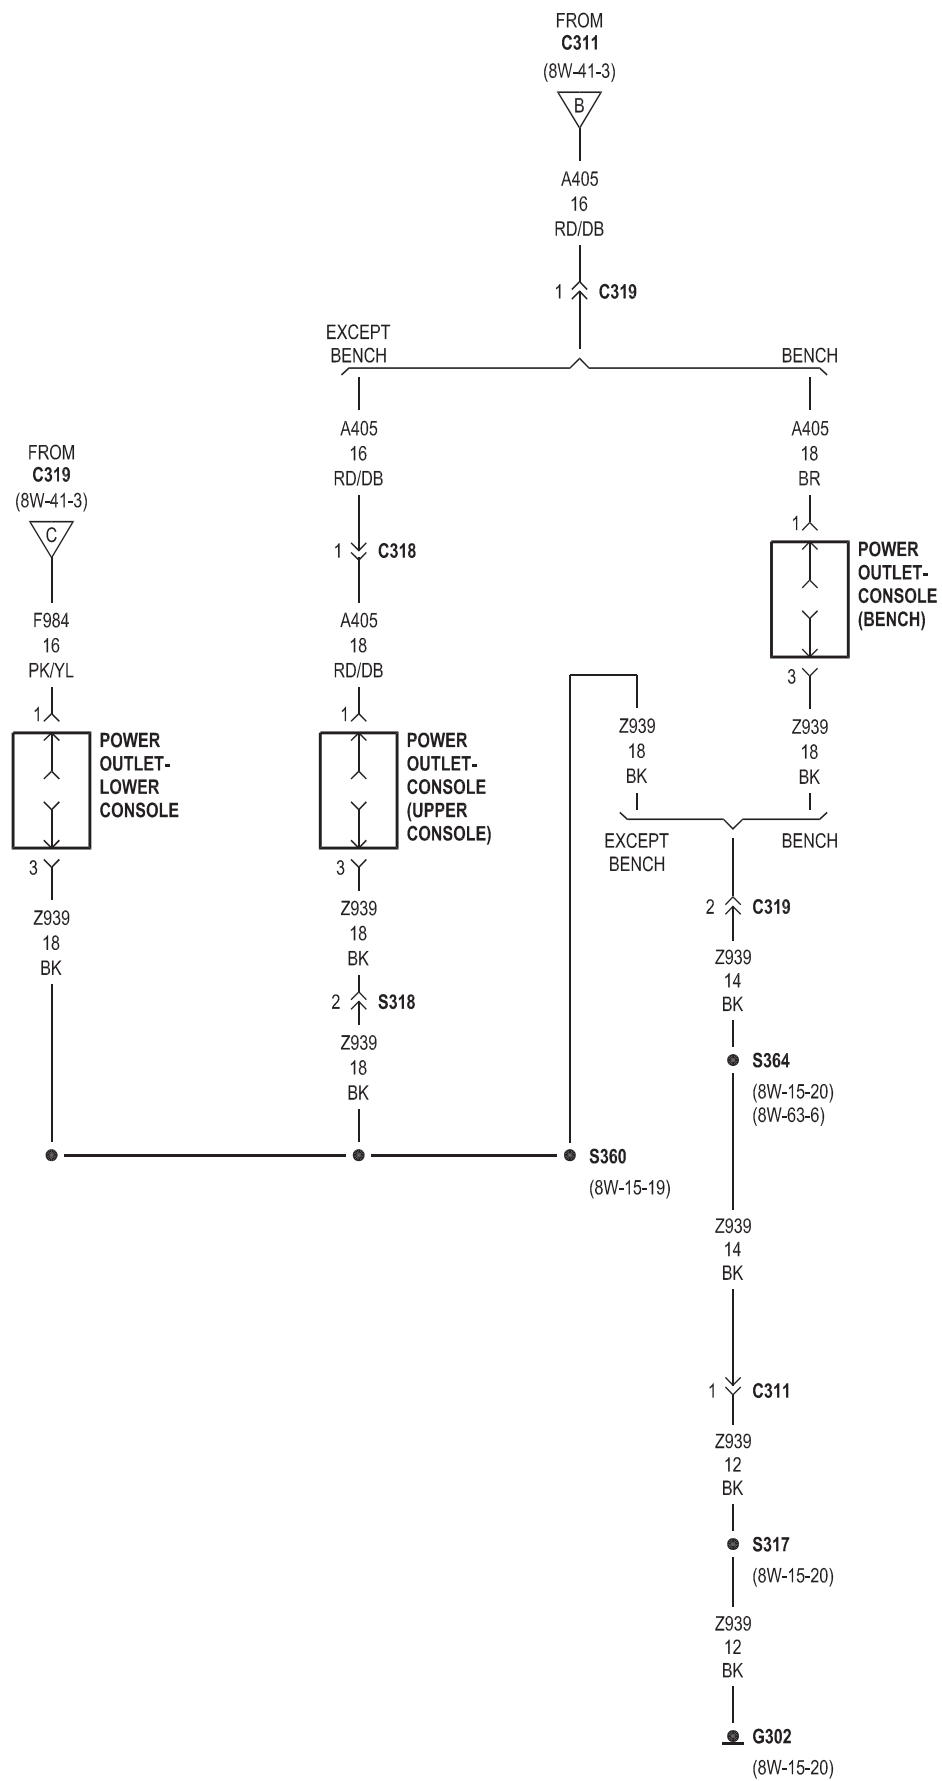 FROM
C311
(8W-41-3)
B
A405
16
RD/DB
1 C319
EXCEPT
BENCH
BENCH
A405
16
RD/DB
A405
18
BR
FROM
C319
(8W-41-3)
C
1 C318
1
POWER
OUTLET-
CONSOLE
(BENCH)
3
F984
16
PK/YL
A405
18
RD/DB
1
POWER
OUTLET-
LOWER
CONSOLE
3
1
POWER
OUTLET-
CONSOLE
(UPPER
CONSOLE)
3
Z939
18
BK
Z939
18
BK
EXCEPT
BENCH
BENCH
Z939
18
BK
Z939
18
BK
2 C319
2 S318
Z939
14
BK
Z939
18
BK
S364
(8W-15-20)
(8W-63-6)
S360
(8W-15-19)
Z939
14
BK
1 C311
Z939
12
BK
S317
(8W-15-20)
Z939
12
BK
G302
(8W-15-20)